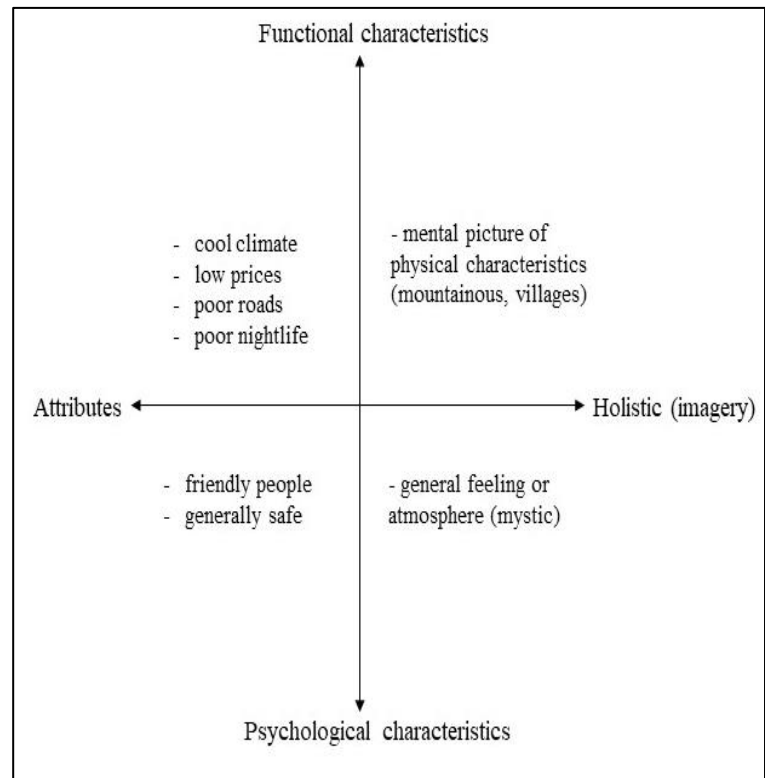 Functional characteristics
- cool climate
- low prices
- poor roads
- poor nightlife
- mental picture of
physical characteristics
(mountainous, villages)
Attributes
Holistic (imagery)
- friendly people
- generally safe
- general feeling or
atmosphere (mystic)
Psychological characteristics